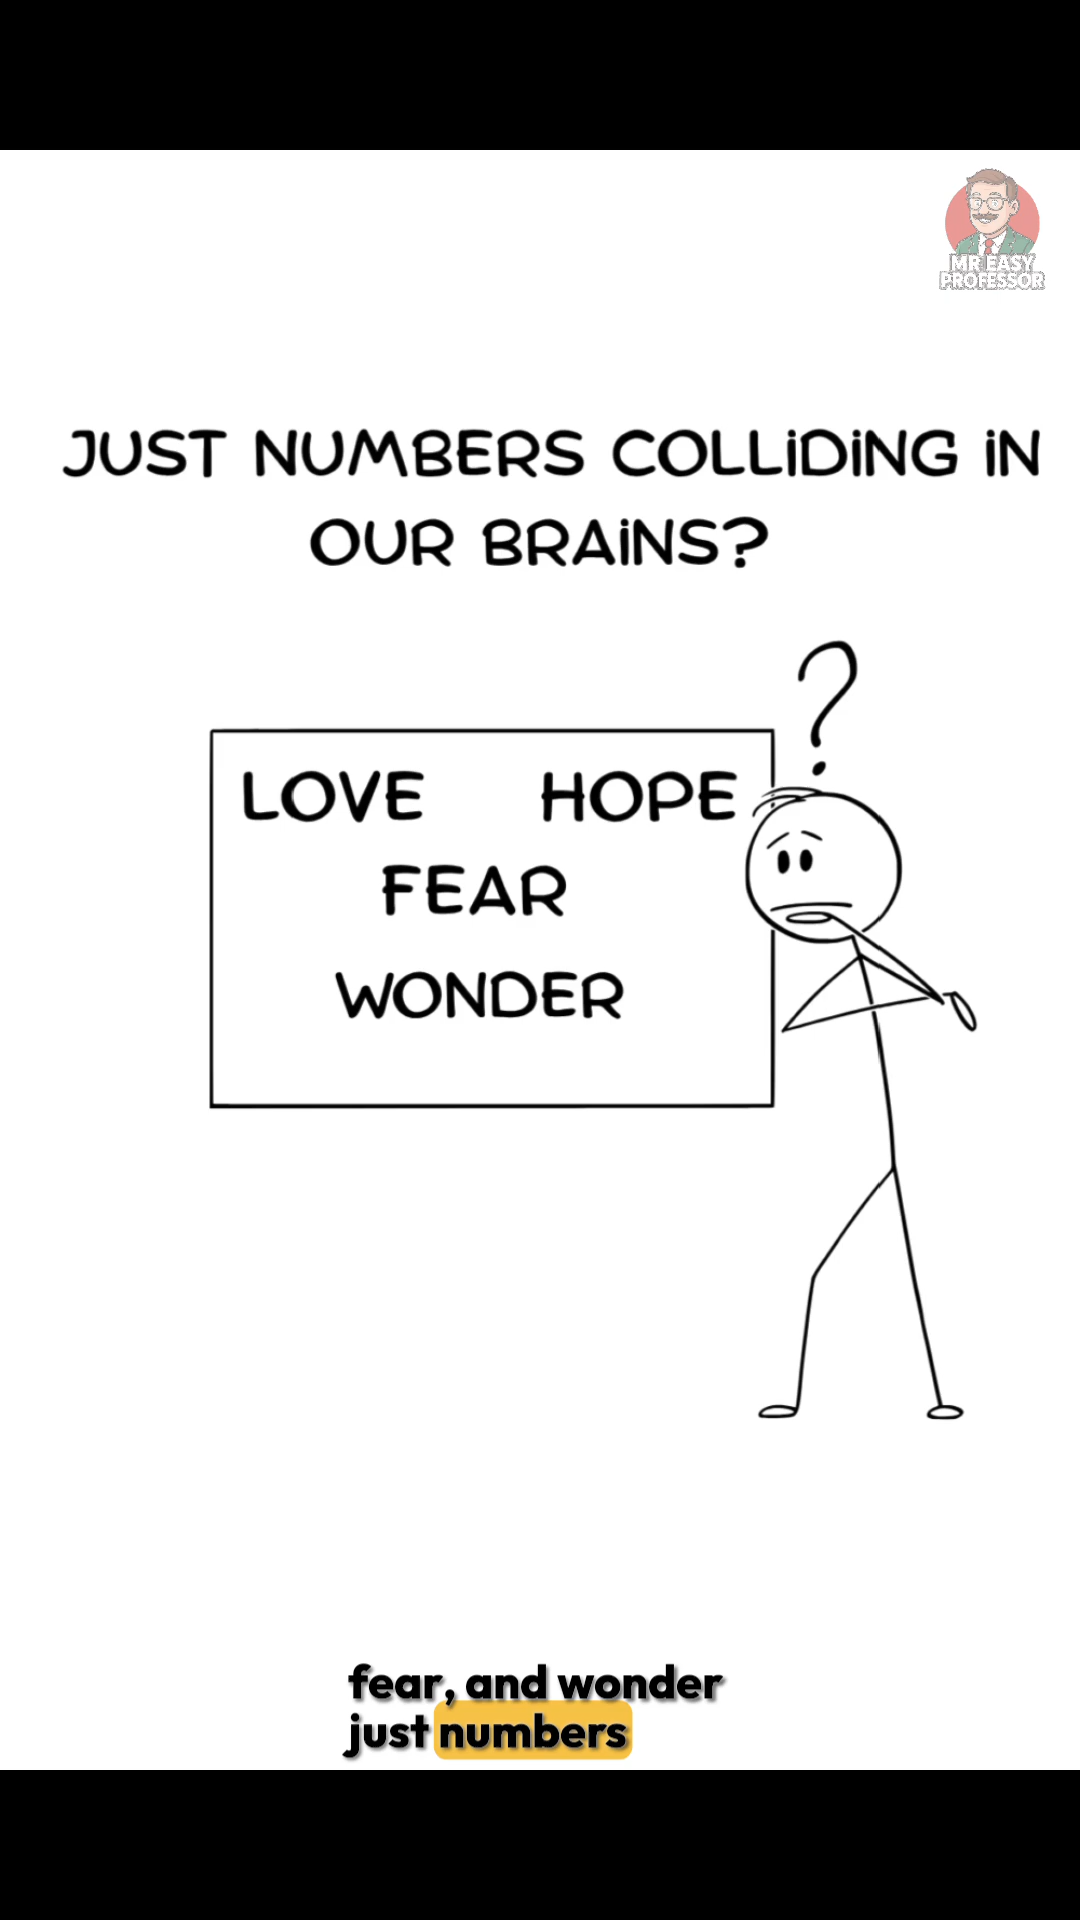 MR EASY
PROFESSOR
JUST NUMBERS COLLiDiNG iN
OUR BRAiNS?
?
LOVE HOPE
FEAR
WONDER
fear, and wonder
just numbers